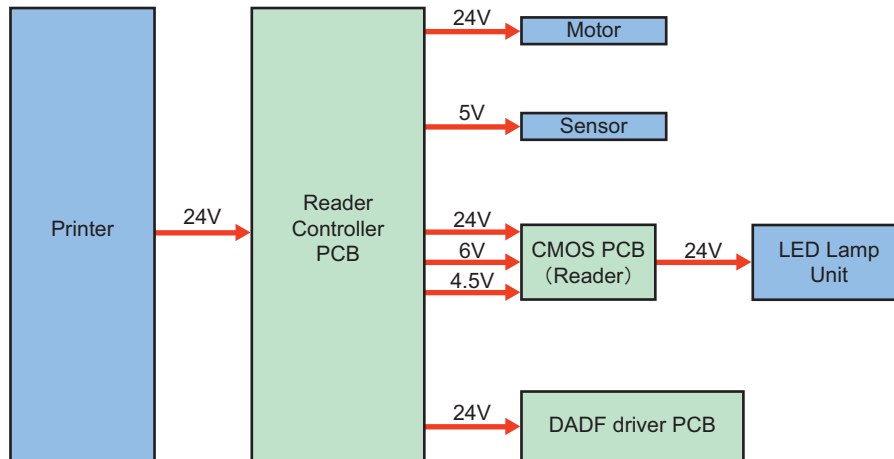 24V
Motor
5V
Sensor
Printer
24V
Reader
Controller
PCB
24V
6V
4.5V
CMOS PCB
（Reader）
24V
LED Lamp
Unit
24V
DADF driver PCB